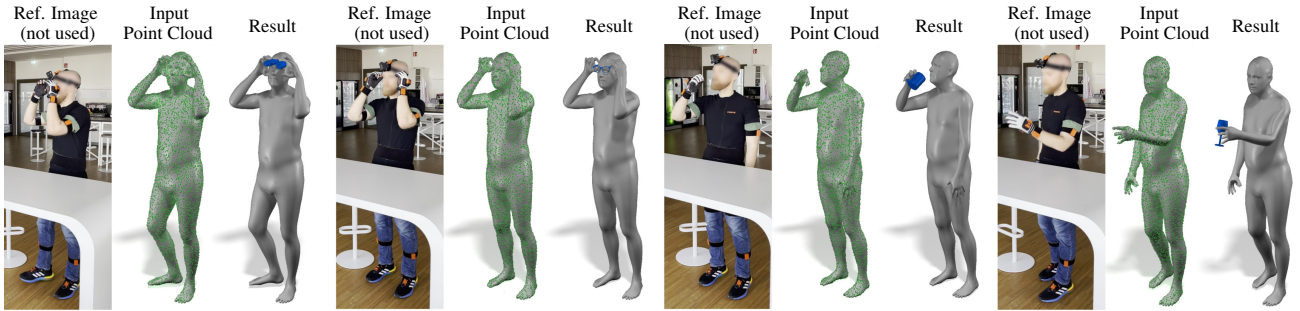 Ref. Image
(not used)
Input
Point Cloud
Result
Ref. Image
(not used)
Input
Point Cloud
Result
Ref. Image
(not used)
Input
Point Cloud
Result
Ref. Image
(not used)
Input
Point Cloud
Result